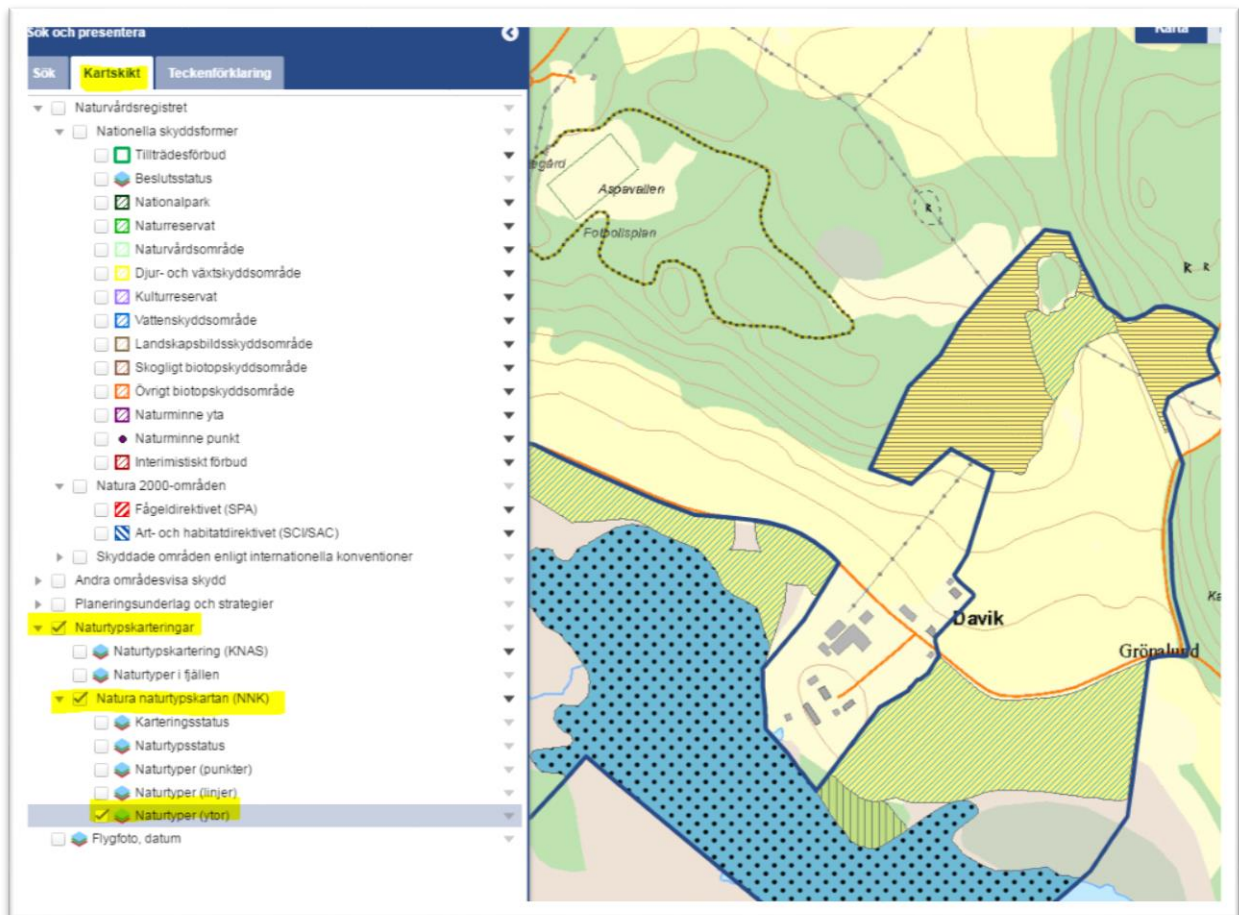 Sök och presentera
Sök
Kartskikt
Teckenförklaring
Naturvårdsregistret
Nationella skyddsformer
Tillträdesförbud
Beslutsstatus
Nationalpark
Naturreservat
Naturvårdsområde
Djur- och växtskyddsområde
Kulturreservat
Vattenskyddsområde
Landskapsbildsskyddsområde
Skogligt biotopskyddsområde
Övrigt biotopskyddsområde
Naturminne yta
Naturminne punkt
Interimistiskt förbud
Natura 2000-områden
Fågeldirektivet (SPA)
Art- och habitatdirektivet (SCI/SAC)
Skyddade områden enligt internationella konventioner
Andra områdesvisa skydd
Planeringsunderlag och strategier
Naturtypskarteringar
Naturtypskartering (KNAS)
Naturtyper i fjällen
Natura naturtypskartan (NNK)
Karteringsstatus
Naturtypsstatus
Naturtyper (punkter)
Naturtyper (linjer)
Naturtyper (ytor)
Flygfoto, datum
Karta
Aspavallen
Fotbollsplan
R
R R
Davik
Grönalund